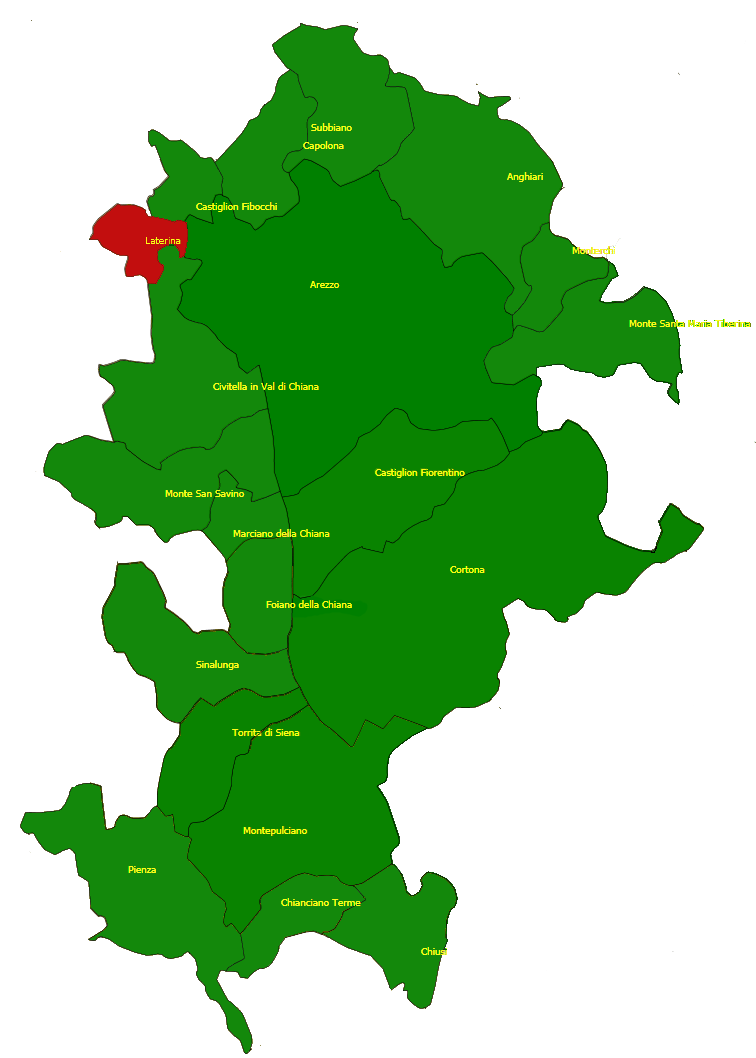 Subbiano
Capolona
Anghiari
Castiglion Fibocchi
Laterina
Monterchi
Arezzo
Monte Santa Maria Tiberina
Civitella in Val di Chiana
Castiglion Fiorentino
Monte San Savino
Marciano della Chiana
Cortona
Foiano della Chiana
Sinalunga
Torrita di Siena
Montepulciano
Pienza
Chianciano Terme
Chiusi